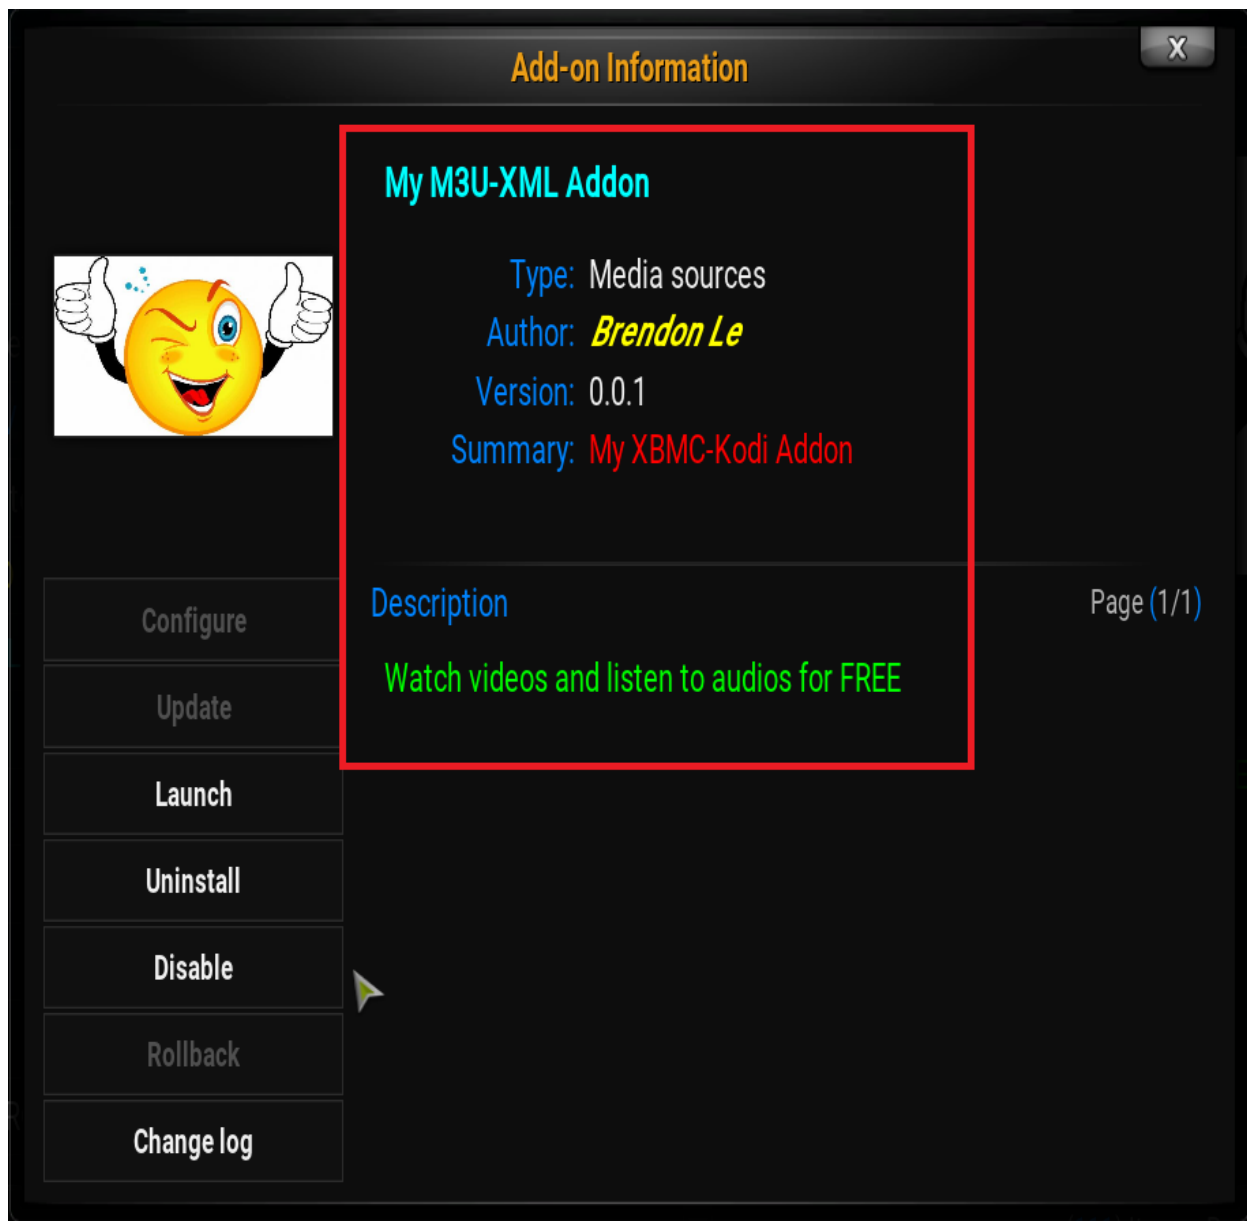 Add-on Information
X
My M3U-XML Addon
Type: Media sources
Author: Brendon Le
Version: 0.0.1
Summary: My XBMC-Kodi Addon
Description
Page (1/1)
Watch videos and listen to audios for FREE
Configure
Update
Launch
Uninstall
Disable
Rollback
Change log